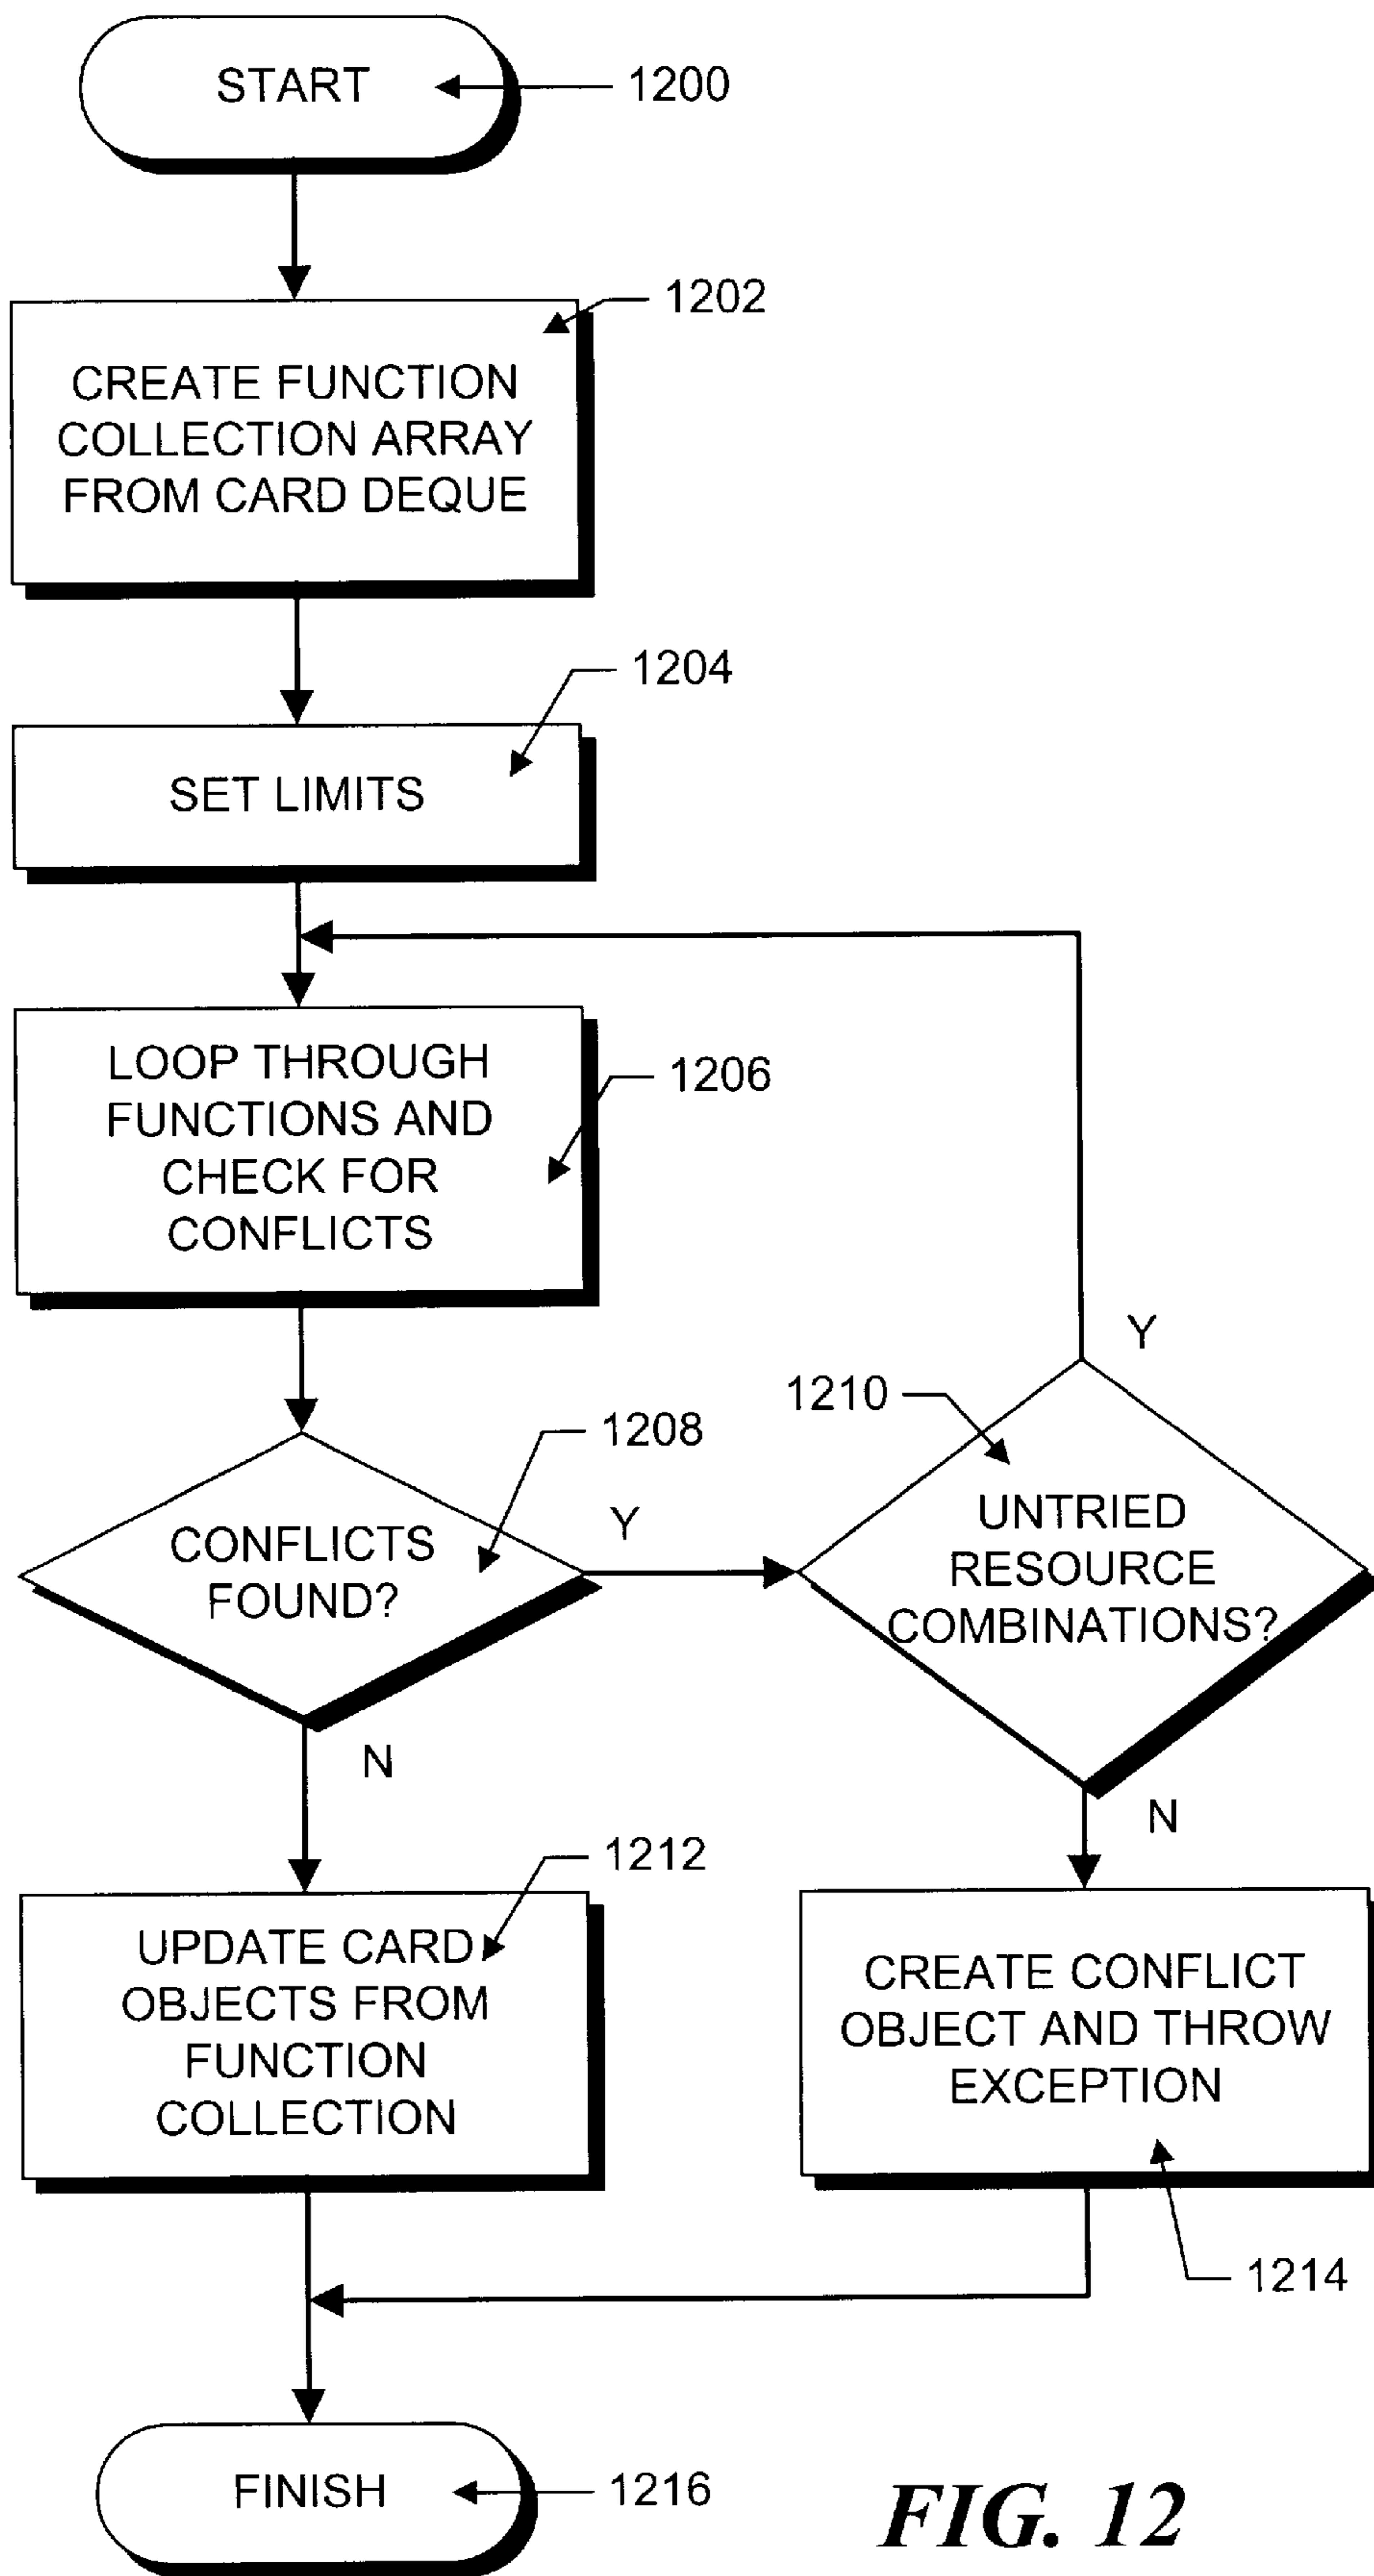 START
1200
1202
CREATE FUNCTION
COLLECTION ARRAY
FROM CARD DEQUE
1204
SET LIMITS
LOOP THROUGH
FUNCTIONS AND
CHECK FOR
CONFLICTS
1206
Y
1210
1208
CONFLICTS
FOUND?
Y
UNTRIED
RESOURCE
COMBINATIONS?
N
N
1212
UPDATE CARD
OBJECTS FROM
FUNCTION
COLLECTION
CREATE CONFLICT
OBJECT AND THROW
EXCEPTION
1214
FINISH
1216
FIG. 12